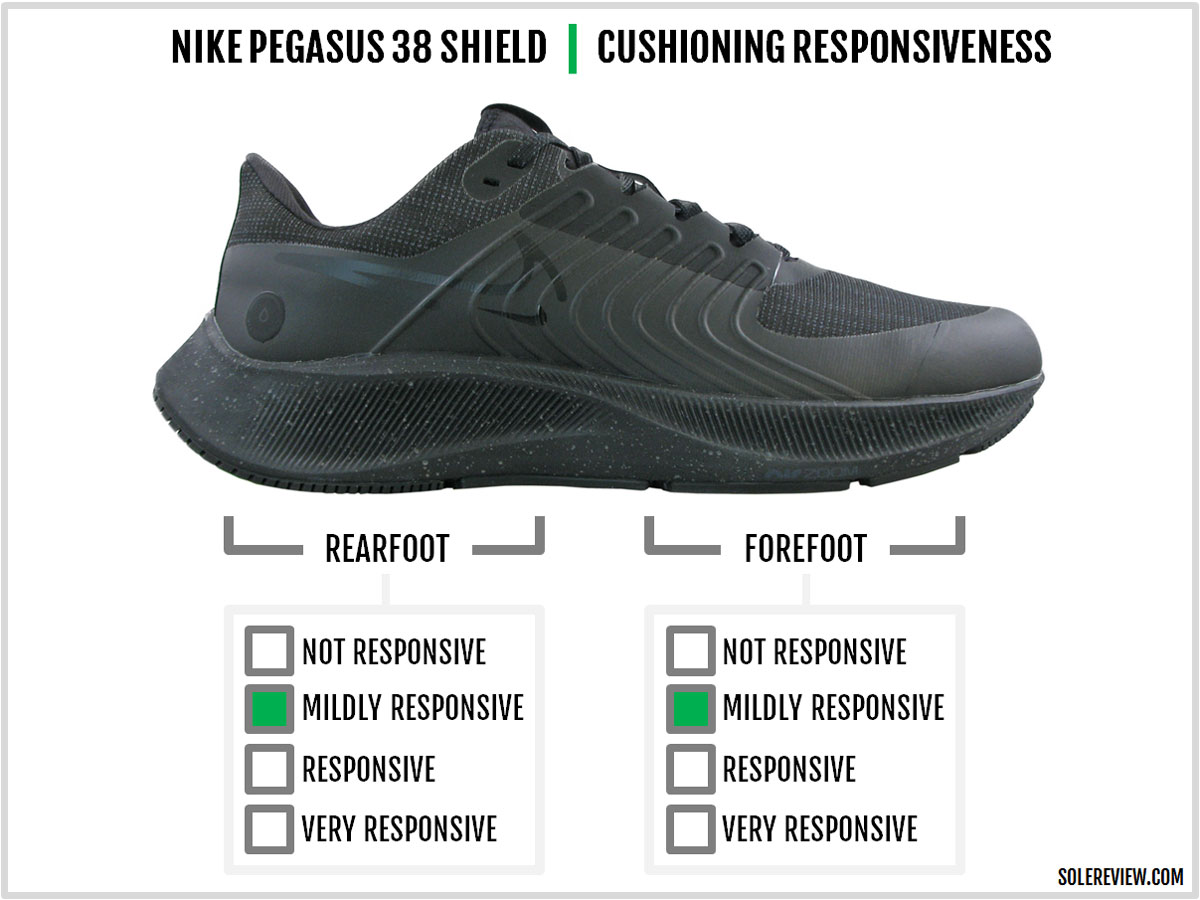 NIKE PEGASUS 38 SHIELD | CUSHIONING RESPONSIVENESS
ZOOM
REARFOOT
FOREFOOT
NOT RESPONSIVE
MILDLY RESPONSIVE
RESPONSIVE
VERY RESPONSIVE
NOT RESPONSIVE
MILDLY RESPONSIVE
RESPONSIVE
VERY RESPONSIVE
SOLEREVIEW.COM